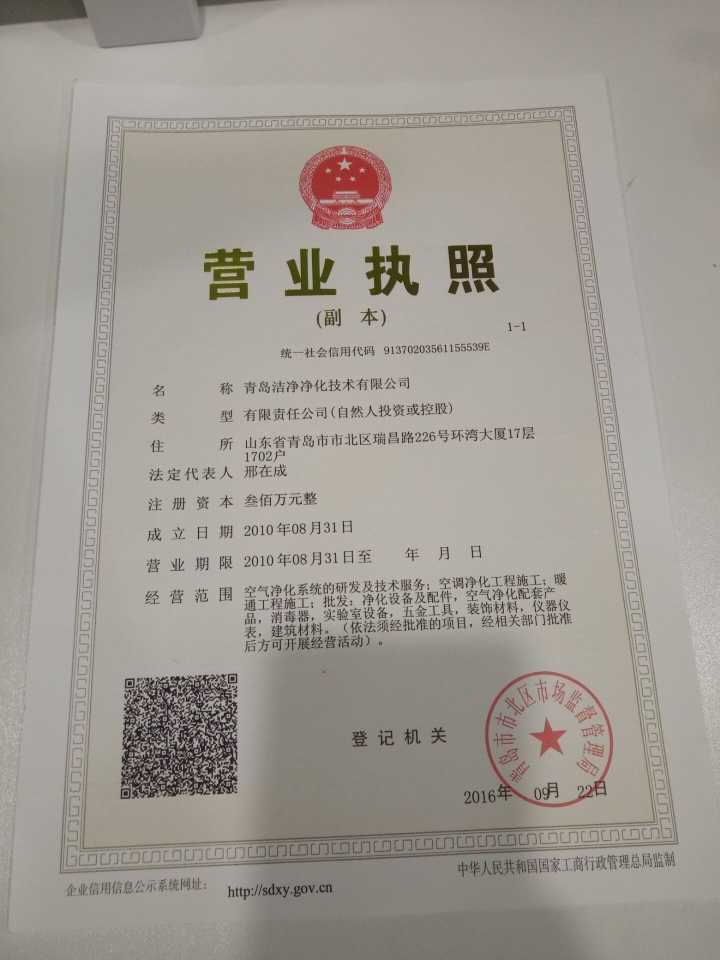 营业执照
(副 本)
1-1
统一社会信用代码 91370203561155539E
名 称 青岛洁净净化技术有限公司
类 型 有限责任公司(自然人投资或控股)
住 所 山东省青岛市市北区瑞昌路226号环湾大厦17层
1702户
法定代表人 邢在成
注册资本 叁佰万元整
成立日期 2010年08月31日
营业期限 2010年08月31日至 年 月 日
经营范围 空气净化系统的研发及技术服务；空调净化工程施工；暖
通工程施工；批发：净化设备及配件，空气净化配套产
品，消毒器，实验室设备，五金工具，装饰材料，仪器仪
表，建筑材料。（依法须经批准的项目，经相关部门批准
后方可开展经营活动）。
登记机关
青岛市市北区市场监督管理局
2016年 09月 22日
企业信用信息公示系统网址： http://sdxy.gov.cn
中华人民共和国国家工商行政管理总局监制